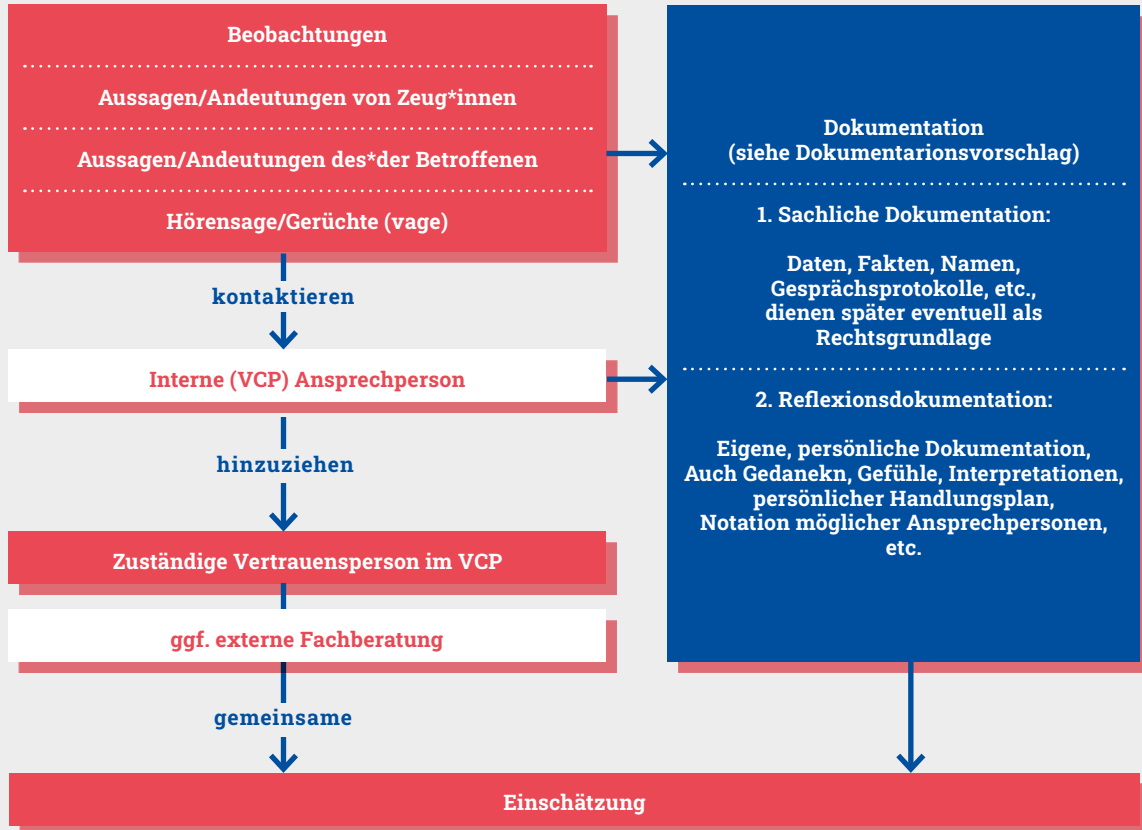 Beobachtungen
Aussagen/Andeutungen von Zeug*innen
Aussagen/Andeutungen des*der Betroffenen
Hörensage/Gerüchte (vage)
kontaktieren
Interne (VCP) Ansprechperson
hinzuziehen
Zuständige Vertrauensperson im VCP
ggf. externe Fachberatung
gemeinsame
Dokumentation
(siehe Dokumentarionsvorschlag)
1. Sachliche Dokumentation:
Daten, Fakten, Namen,
Gesprächsprotokolle, etc.,
dienen später eventuell als
Rechtsgrundlage
2. Reflexionsdokumentation:
Eigene, persönliche Dokumentation,
Auch Gedanekn, Gefühle, Interpretationen,
persönlicher Handlungsplan,
Notation möglicher Ansprechpersonen,
etc.
Einschätzung